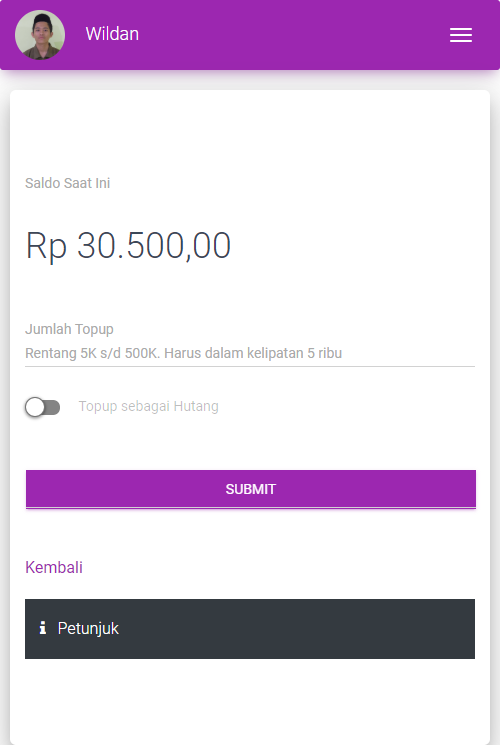 Wildan
Saldo Saat Ini
Rp 30.500,00
Jumlah Topup
Rentang 5K s/d 500K. Harus dalam kelipatan 5 ribu
Topup sebagai Hutang
SUBMIT
Kembali
Petunjuk